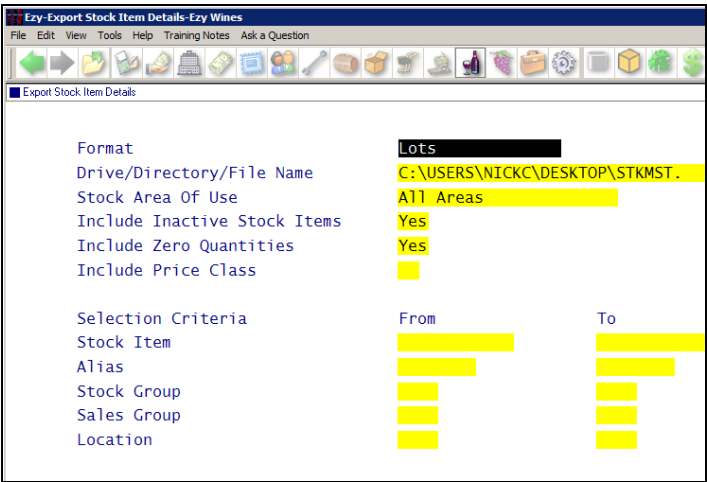 Ezy-Export Stock Item Details-Ezy Wines
File Edit View Tools Help Training Notes Ask a Question
Export Stock Item Details
Format Lots
Drive/Directory/File Name C:\USERS\NICKC\DESKTOP\STKMST.
Stock Area Of Use All Areas
Include Inactive Stock Items Yes
Include Zero Quantities Yes
Include Price Class
Selection Criteria From To
Stock Item
Alias
Stock Group
Sales Group
Location